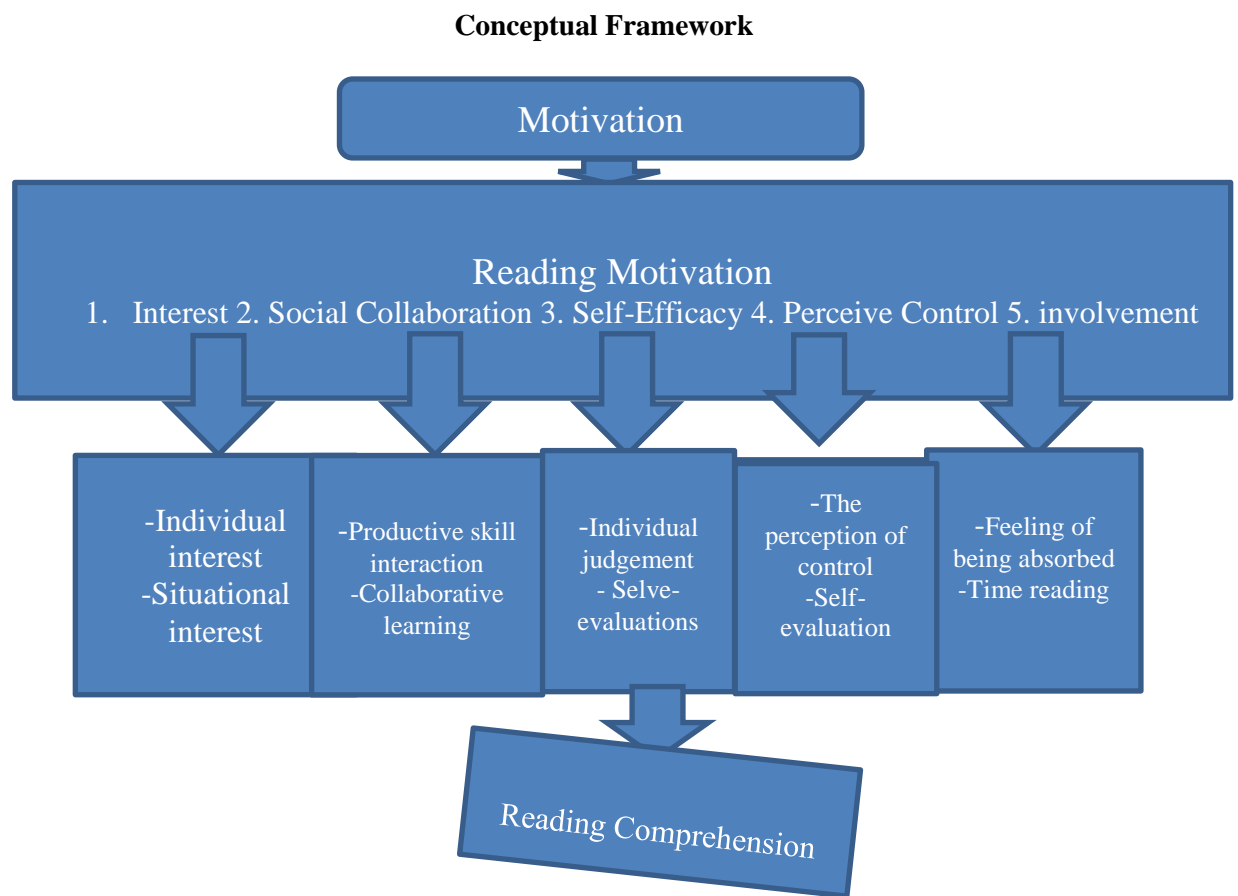 Conceptual Framework
Motivation
Reading Motivation
1. Interest 2. Social Collaboration 3. Self-Efficacy 4. Perceive Control 5. involvement
-Individual
interest
-Situational
interest
-Productive skill
interaction
-Collaborative
learning
-Individual
judgement
- Selve-
evaluations
-The
perception of
control
-Self-
evaluation
-Feeling of
being absorbed
-Time reading
Reading Comprehension